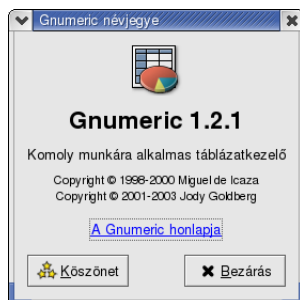 Gnumeric névjegye
Gnumeric 1.2.1
Komoly munkára alkalmas táblázatkezelő
Copyright © 1998-2000 Miguel de Icaza
Copyright © 2001-2003 Jody Goldberg
A Gnumeric honlapja
Köszönet
Bezárás